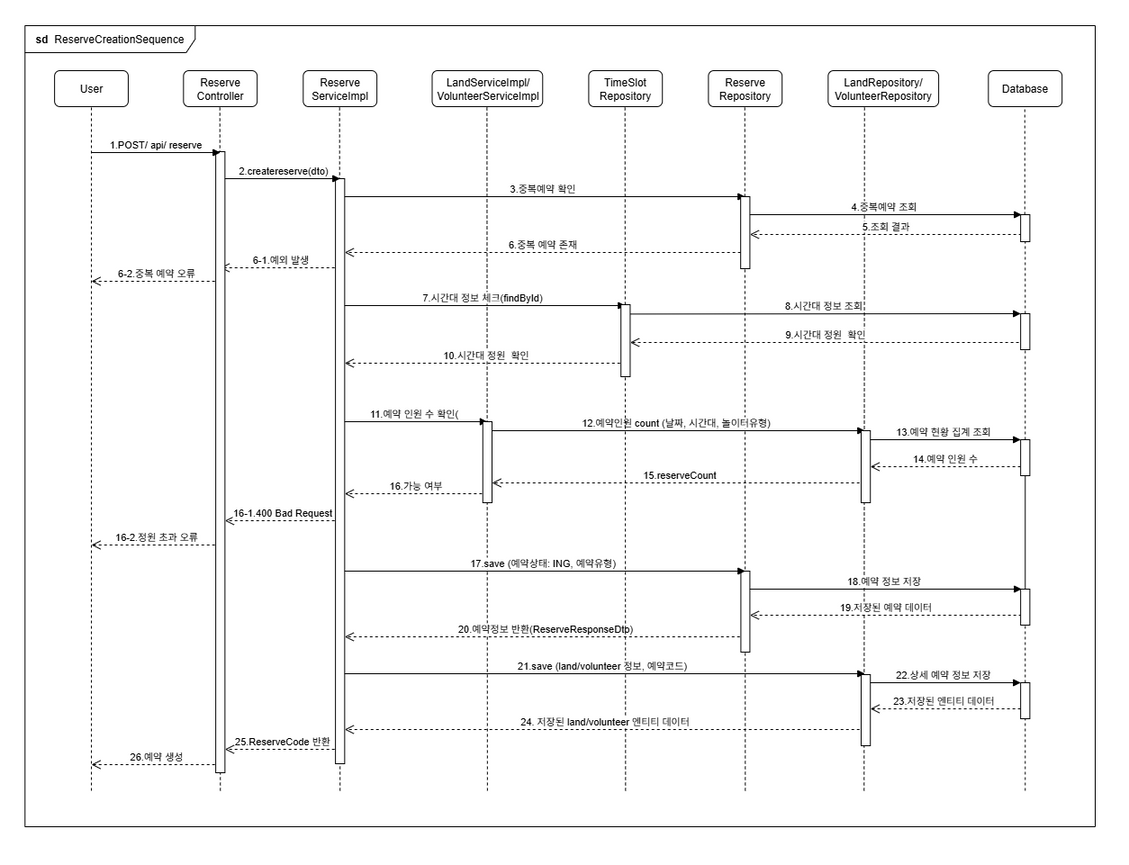 sd ReserveCreationSequence
User
Reserve
Controller
Reserve
ServiceImpl
LandServiceImpl/
VolunteerServiceImpl
TimeSlot
Repository
Reserve
Repository
LandRepository/
VolunteerRepository
Database
1.POST/ api/ reserve
2.createreserve(dto)
3.중복예약 확인
4.중복예약 조회
5.조회 결과
6.중복 예약 존재
6-1.예외 발생
6-2.중복 예약 오류
7.시간대 정보 체크(findById)
8.시간대 정보 조회
9.시간대 정원 확인
10.시간대 정원 확인
11.예약 인원 수 확인(
12.예약인원 count (날짜, 시간대, 놀이터유형)
13.예약 현황 집계 조회
14.예약 인원 수
15.reserveCount
16.가능 여부
16-1.400 Bad Request
16-2.정원 초과 오류
17.save (예약상태: ING, 예약유형)
18.예약 정보 저장
19.저장된 예약 데이터
20.예약정보 반환(ReserveResponseDto)
21.save (land/volunteer 정보, 예약코드)
22.상세 예약 정보 저장
23.저장된 엔티티 데이터
24. 저장된 land/volunteer 엔티티 데이터
25.ReserveCode 반환
26.예약 생성